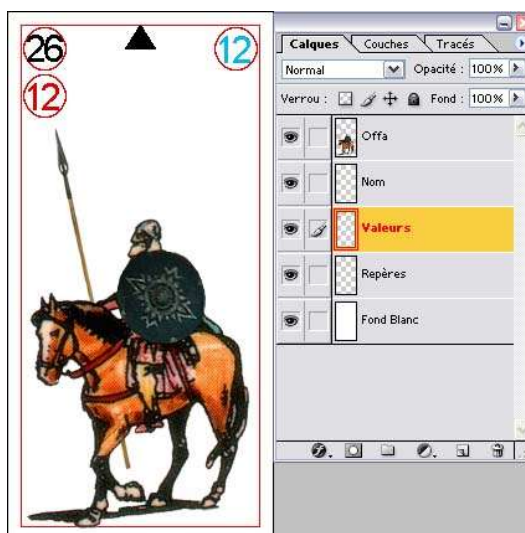 26
12
12
Calques Couches Tracés
Normal Opacité : 100%
Verrou : Fond : 100%
Offa
Nom
Valeurs
Repères
Fond Blanc